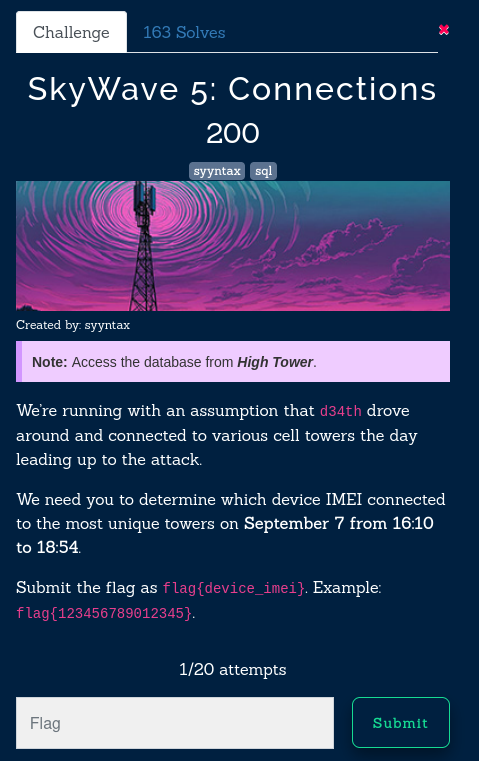 Challenge
163 Solves
SkyWave 5: Connections
200
syyntax sql
Created by: syyntax
Note: Access the database from High Tower.
We're running with an assumption that d34th drove
around and connected to various cell towers the day
leading up to the attack.
We need you to determine which device IMEI connected
to the most unique towers on September 7 from 16:10
to 18:54.
Submit the flag as flag{device_imei}. Example:
flag{123456789012345}.
1/20 attempts
Flag
Submit